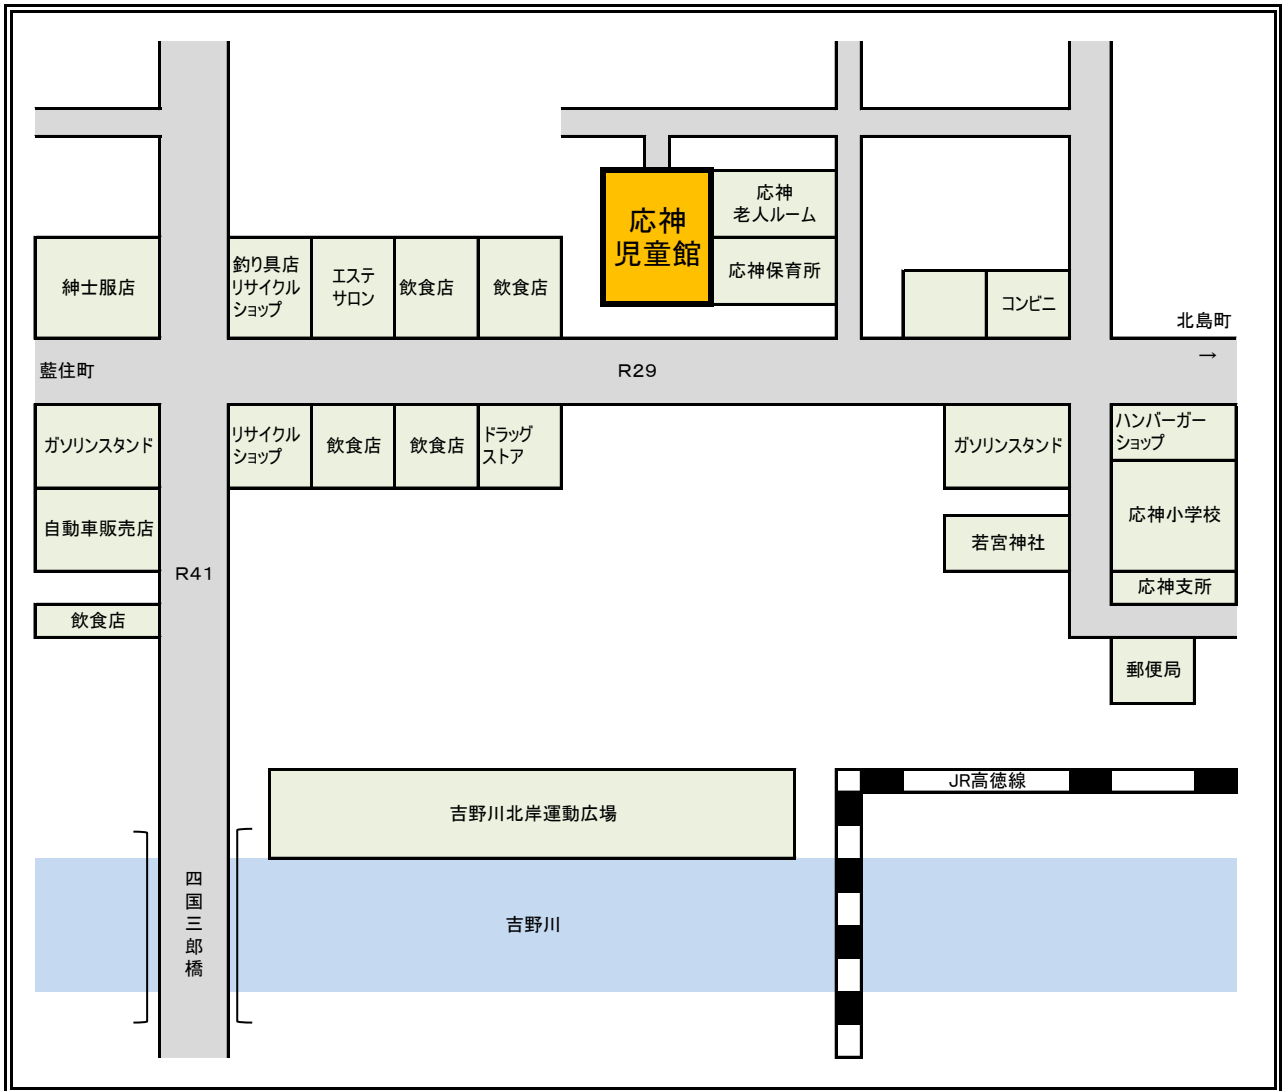 応神
老人ルーム
応神
児童館
応神保育所
紳士服店
釣り具店
リサイクル
ショップ
エステ
サロン
飲食店
飲食店
コンビニ
北島町
→
藍住町
R29
ガソリンスタンド
リサイクル
ショップ
飲食店
飲食店
ドラッグ
ストア
ガソリンスタンド
ハンバーガー
ショップ
自動車販売店
若宮神社
応神小学校
R41
応神支所
飲食店
郵便局
JR高徳線
吉野川北岸運動広場
四国三郎橋
吉野川